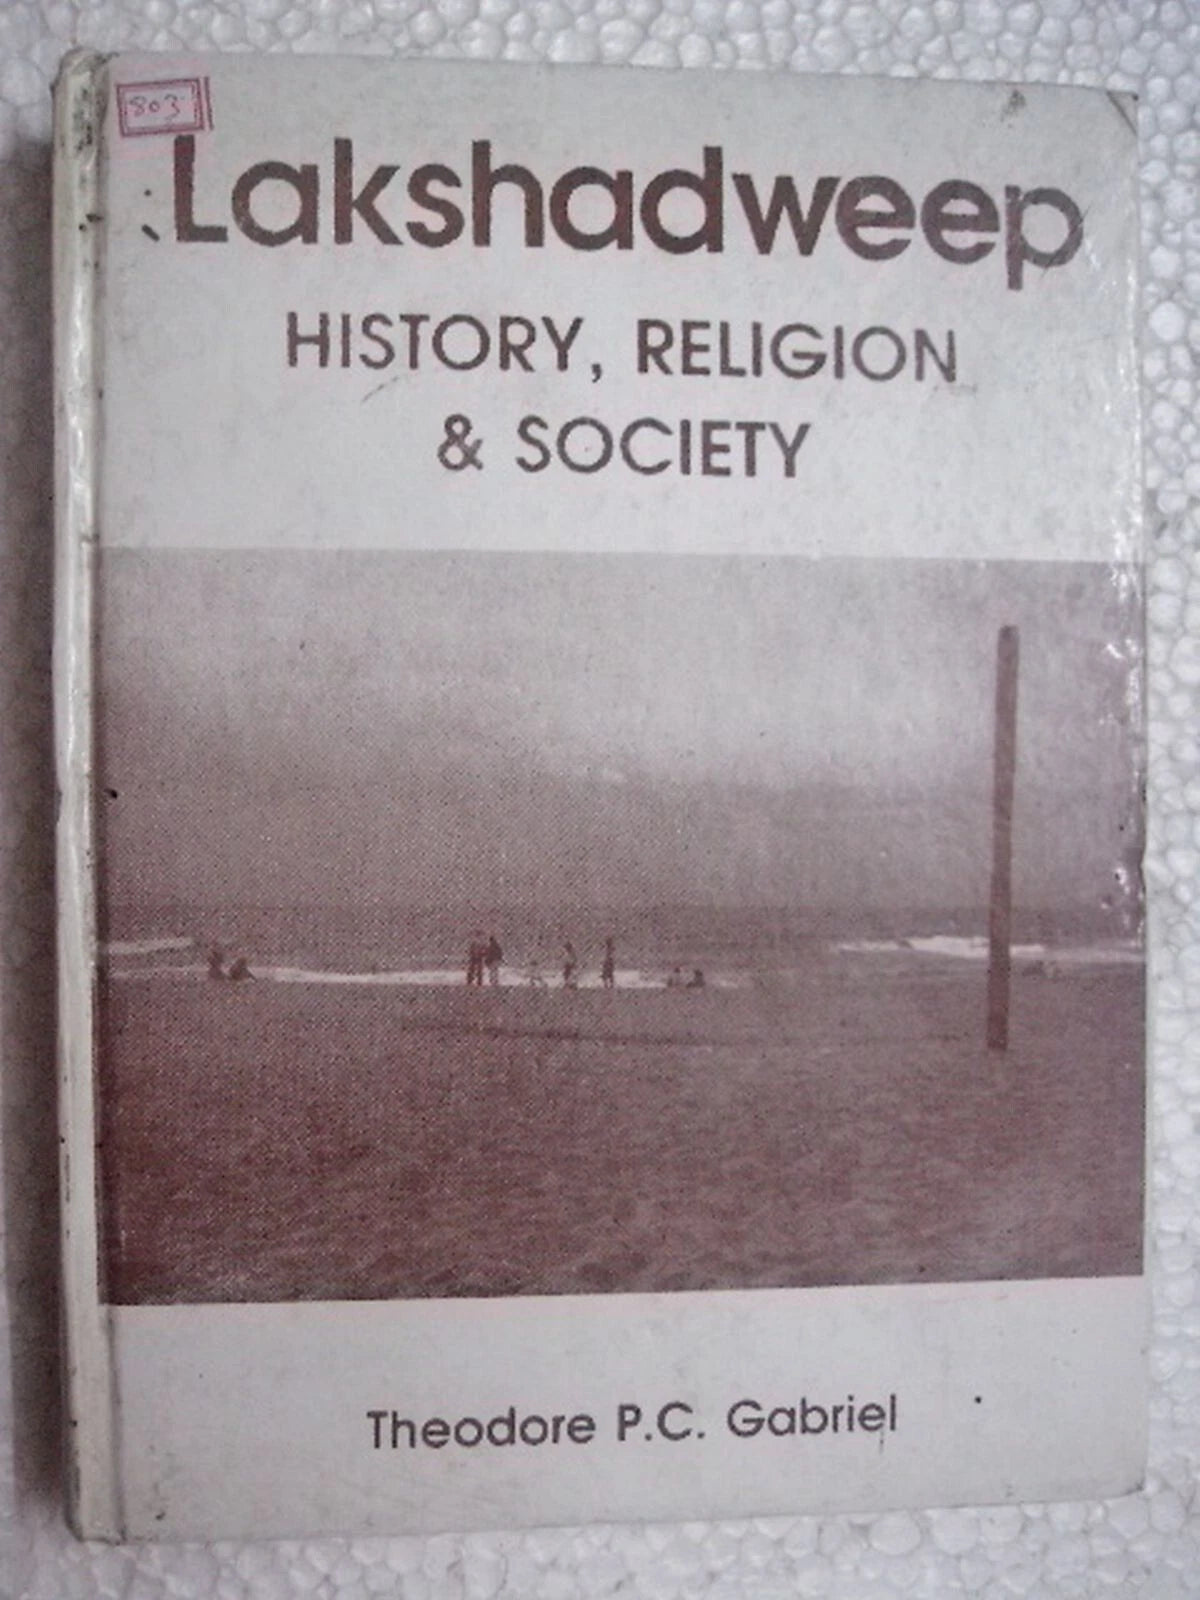 803
Lakshadweep
HISTORY, RELIGION
& SOCIETY
Theodore P.C. Gabriel